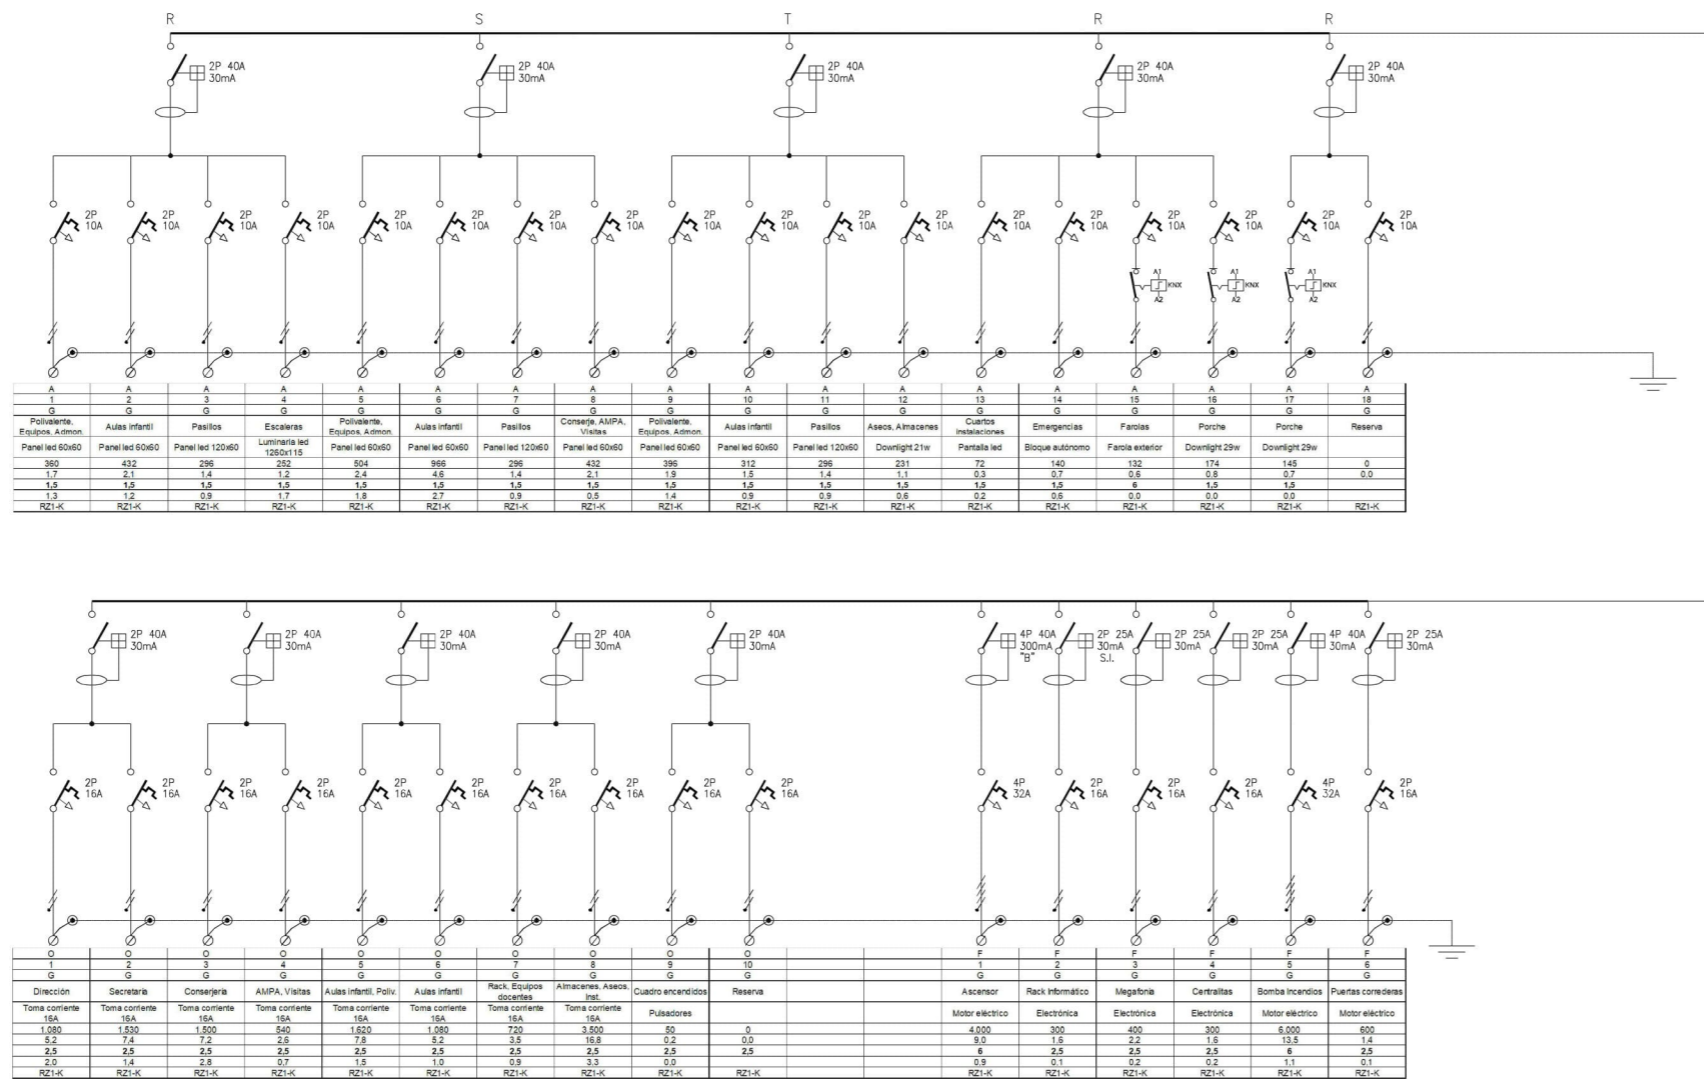 R S T R R
2P 40A 2P 40A 2P 40A 2P 40A 2P 40A
30mA 30mA 30mA 30mA 30mA
2P 2P 2P 2P 2P 2P 2P 2P 2P 2P 2P 2P 2P 2P 2P 2P 2P 2P
10A 10A 10A 10A 10A 10A 10A 10A 10A 10A 10A 10A 10A 10A 10A 10A 10A 10A
A1 A1 A1
KNX KNX KNX
A2 A2 A2
A A A A A A A A A A A A A A A A A A
1 2 3 4 5 6 7 8 9 10 11 12 13 14 15 16 17 18
G G G G G G G G G G G G G G G G G G
Polivalente, Equipos, Admon. Aulas infantil Pasillos Escaleras Polivalente, Equipos, Admon. Aulas infantil Pasillos Conserje, AMPA, Visitas Polivalente, Equipos, Admon. Aulas infantil Pasillos Aseos, Almacenes Cuartos instalaciones Emergencias Farolas Porche Porche Reserva
Panel led 60x60 Panel led 60x60 Panel led 120x60 Luminaria led 1260x115 Panel led 60x60 Panel led 60x60 Panel led 120x60 Panel led 60x60 Panel led 60x60 Panel led 60x60 Panel led 120x60 Downlight 21w Pantalla led Bloque autónomo Farola exterior Downlight 29w Downlight 29w
360 432 296 252 504 966 296 432 396 312 296 231 72 140 132 174 145 0
1,7 2,1 1,4 1,2 2,4 4,6 1,4 2,1 1,9 1,5 1,4 1,1 0,3 0,7 0,6 0,8 0,7 0,0
1,5 1,5 1,5 1,5 1,5 1,5 1,5 1,5 1,5 1,5 1,5 1,5 1,5 1,5 6 1,5 1,5
1,3 1,2 0,9 1,7 1,8 2,7 0,9 0,5 1,4 0,9 0,9 0,6 0,2 0,6 0,0 0,0 0,0
RZ1-K RZ1-K RZ1-K RZ1-K RZ1-K RZ1-K RZ1-K RZ1-K RZ1-K RZ1-K RZ1-K RZ1-K RZ1-K RZ1-K RZ1-K RZ1-K RZ1-K RZ1-K
2P 40A 2P 40A 2P 40A 2P 40A 2P 40A 4P 40A 2P 25A 2P 25A 2P 25A 4P 40A 2P 25A
30mA 30mA 30mA 30mA 30mA 300mA 30mA 30mA 30mA 30mA 30mA
"B" S.I.
2P 2P 2P 2P 2P 2P 2P 2P 2P 2P 4P 2P 2P 2P 4P 2P
16A 16A 16A 16A 16A 16A 16A 16A 16A 16A 32A 16A 16A 16A 32A 16A
O O O O O O O O O O F F F F F F
1 2 3 4 5 6 7 8 9 10 1 2 3 4 5 6
G G G G G G G G G G G G G G G G
Dirección Secretaría Conserjería AMPA, Visitas Aulas infantil, Poliv. Aulas infantil Rack, Equipos docentes Almacenes, Aseos, Inst. Cuadro encendidos Reserva Ascensor Rack Informático Megafonía Centralitas Bomba Incendios Puertas correderas
Toma corriente 16A Toma corriente 16A Toma corriente 16A Toma corriente 16A Toma corriente 16A Toma corriente 16A Toma corriente 16A Toma corriente 16A Pulsadores Motor eléctrico Electrónica Electrónica Electrónica Motor eléctrico Motor eléctrico
1.080 1.530 1.500 540 1.620 1.080 720 3.500 50 0 4.000 300 400 300 6.000 600
5,2 7,4 7,2 2,6 7,8 5,2 3,5 16,8 0,2 0,0 9,0 1,6 2,2 1,6 13,5 1,4
2,5 2,5 2,5 2,5 2,5 2,5 2,5 2,5 2,5 2,5 6 2,5 2,5 2,5 6 2,5
2,0 1,4 2,8 0,7 1,5 1,0 0,9 3,3 0,0 0,9 0,1 0,2 0,2 1,1 0,1
RZ1-K RZ1-K RZ1-K RZ1-K RZ1-K RZ1-K RZ1-K RZ1-K RZ1-K RZ1-K RZ1-K RZ1-K RZ1-K RZ1-K RZ1-K RZ1-K